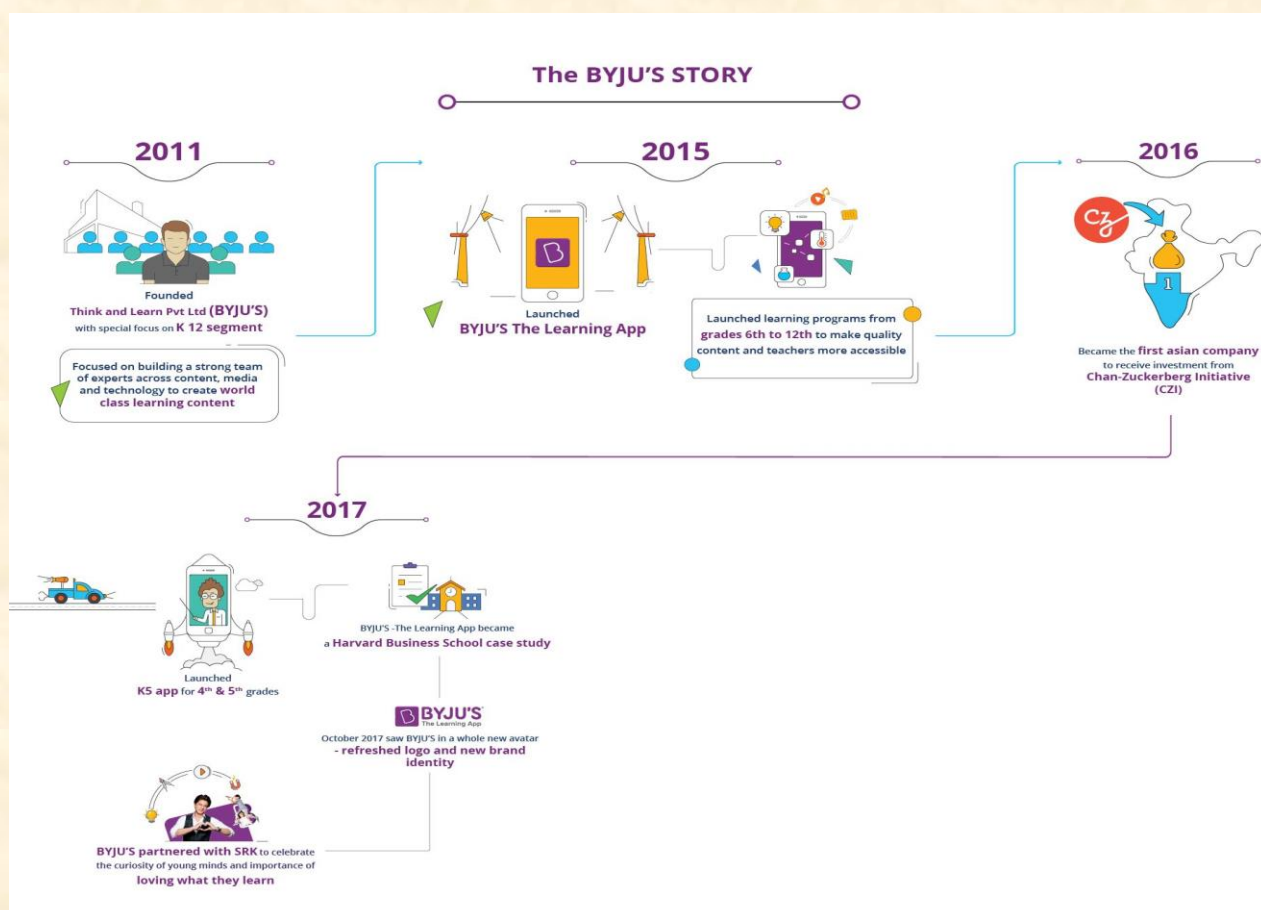 The BYJU'S STORY
2011
Founded
Think and Learn Pvt Ltd (BYJU'S)
with special focus on K 12 segment
Focused on building a strong team
of experts across content, media
and technology to create world
class learning content
2015
Launched
BYJU'S The Learning App
Launched learning programs from
grades 6th to 12th to make quality
content and teachers more accessible
2016
CZ
1
Became the first asian company
to receive investment from
Chan-Zuckerberg Initiative
(CZI)
2017
Launched
K5 app for 4th & 5th grades
BYJU'S -The Learning App became
a Harvard Business School case study
BYJU'S
The Learning App
October 2017 saw BYJU'S in a whole new avatar
- refreshed logo and new brand
identity
BYJU'S partnered with SRK to celebrate
the curiosity of young minds and importance of
loving what they learn